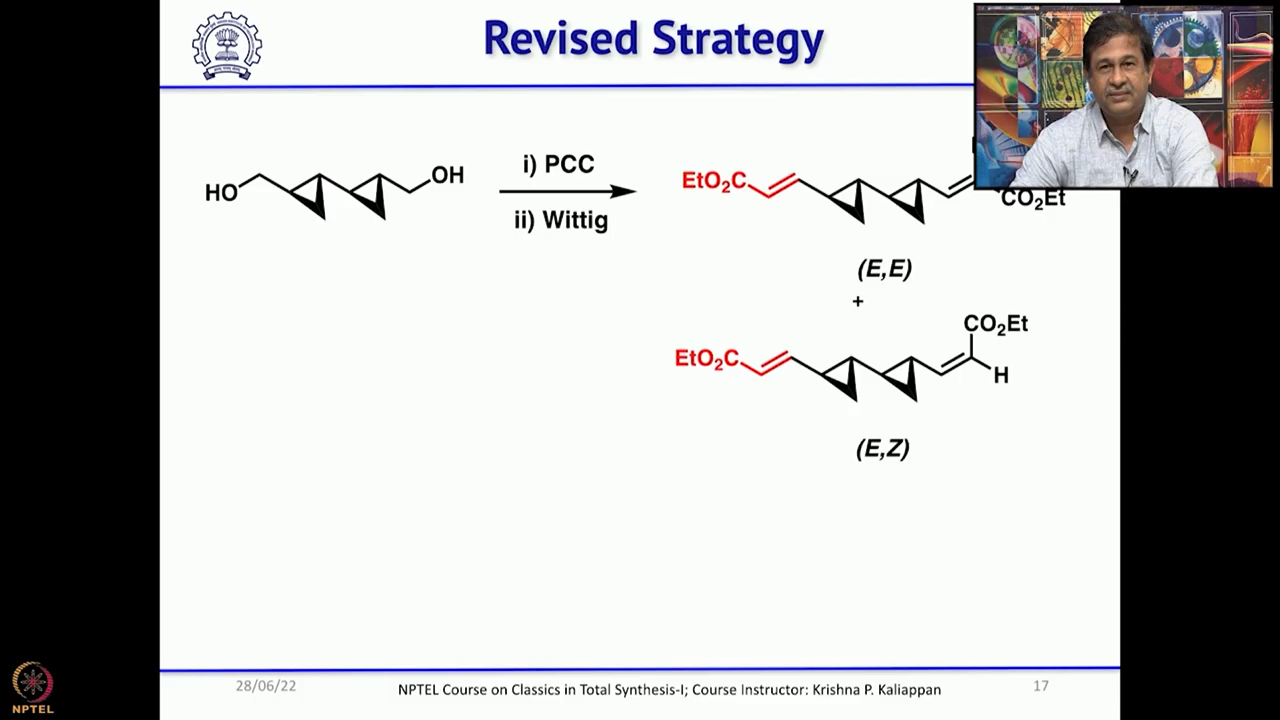 Revised Strategy
HO
OH
i) PCC
ii) Wittig
EtO₂C
CO₂Et
(E,E)
+
CO₂Et
EtO₂C
H
(E,Z)
28/06/22
NPTEL Course on Classics in Total Synthesis-I; Course Instructor: Krishna P. Kaliappan
17
NPTEL